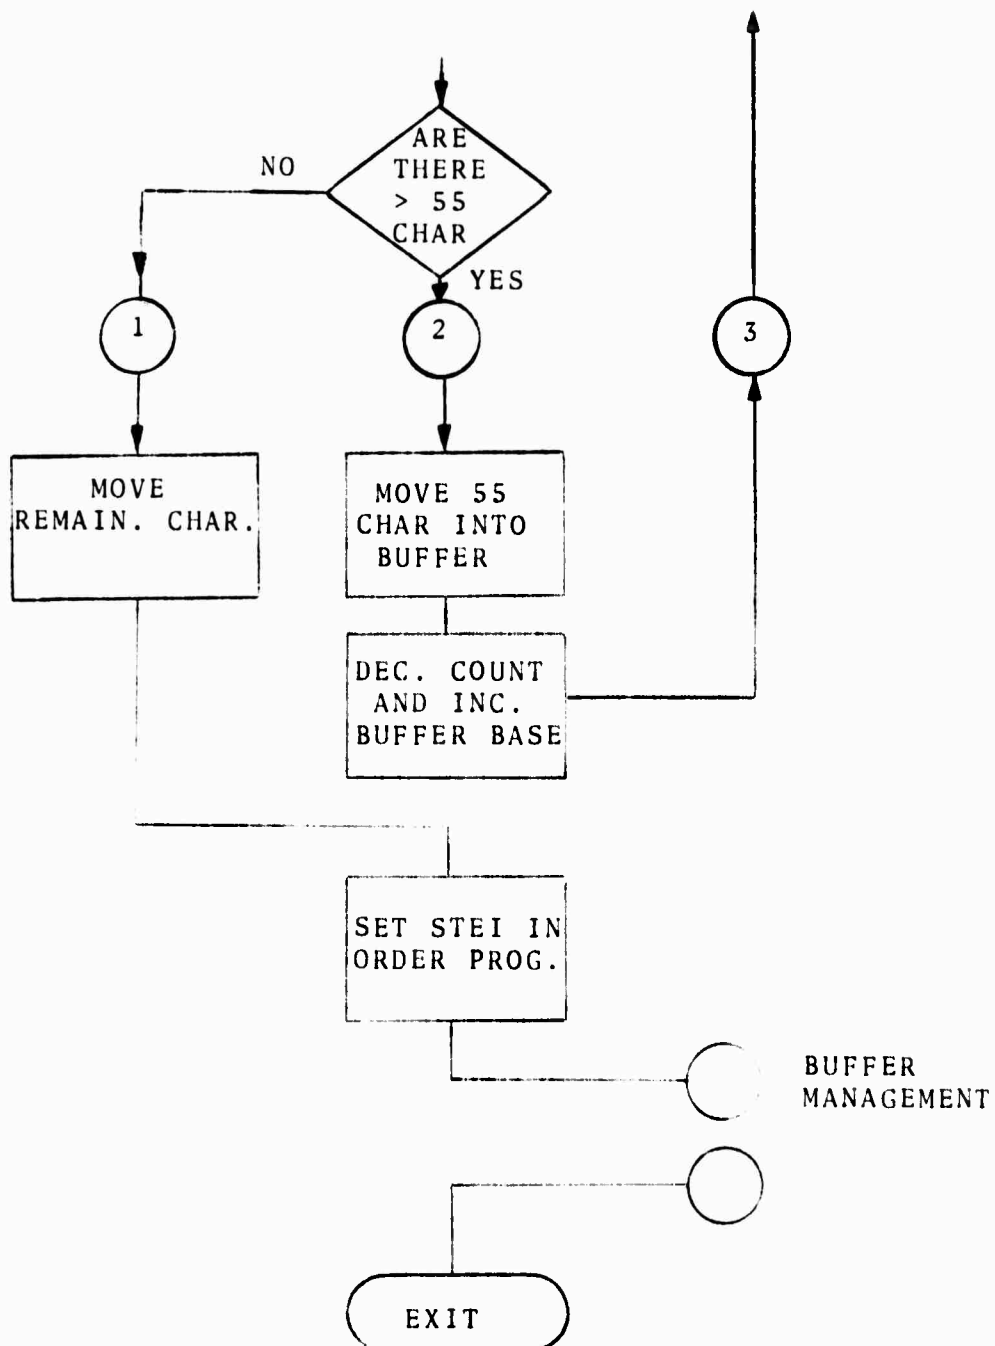 ARE
THERE
> 55
CHAR
NO
YES
1
2
3
MOVE
REMAIN. CHAR.
MOVE 55
CHAR INTO
BUFFER
DEC. COUNT
AND INC.
BUFFER BASE
SET STEI IN
ORDER PROG.
BUFFER
MANAGEMENT
EXIT